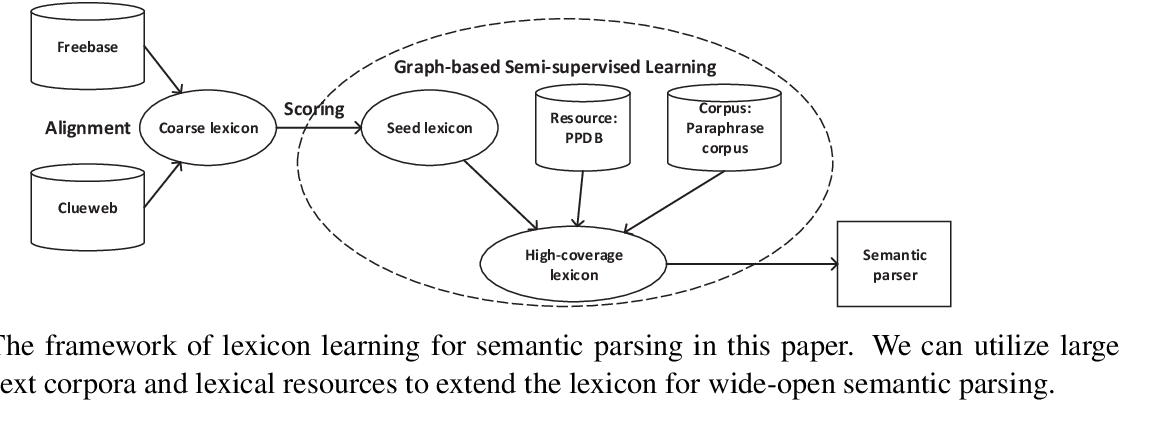 Freebase
Graph-based Semi-supervised Learning
Scoring
Alignment
Coarse lexicon
Seed lexicon
Resource:
PPDB
Corpus:
Paraphrase
corpus
Clueweb
High-coverage
lexicon
Semantic
parser
The framework of lexicon learning for semantic parsing in this paper. We can utilize large
ext corpora and lexical resources to extend the lexicon for wide-open semantic parsing.